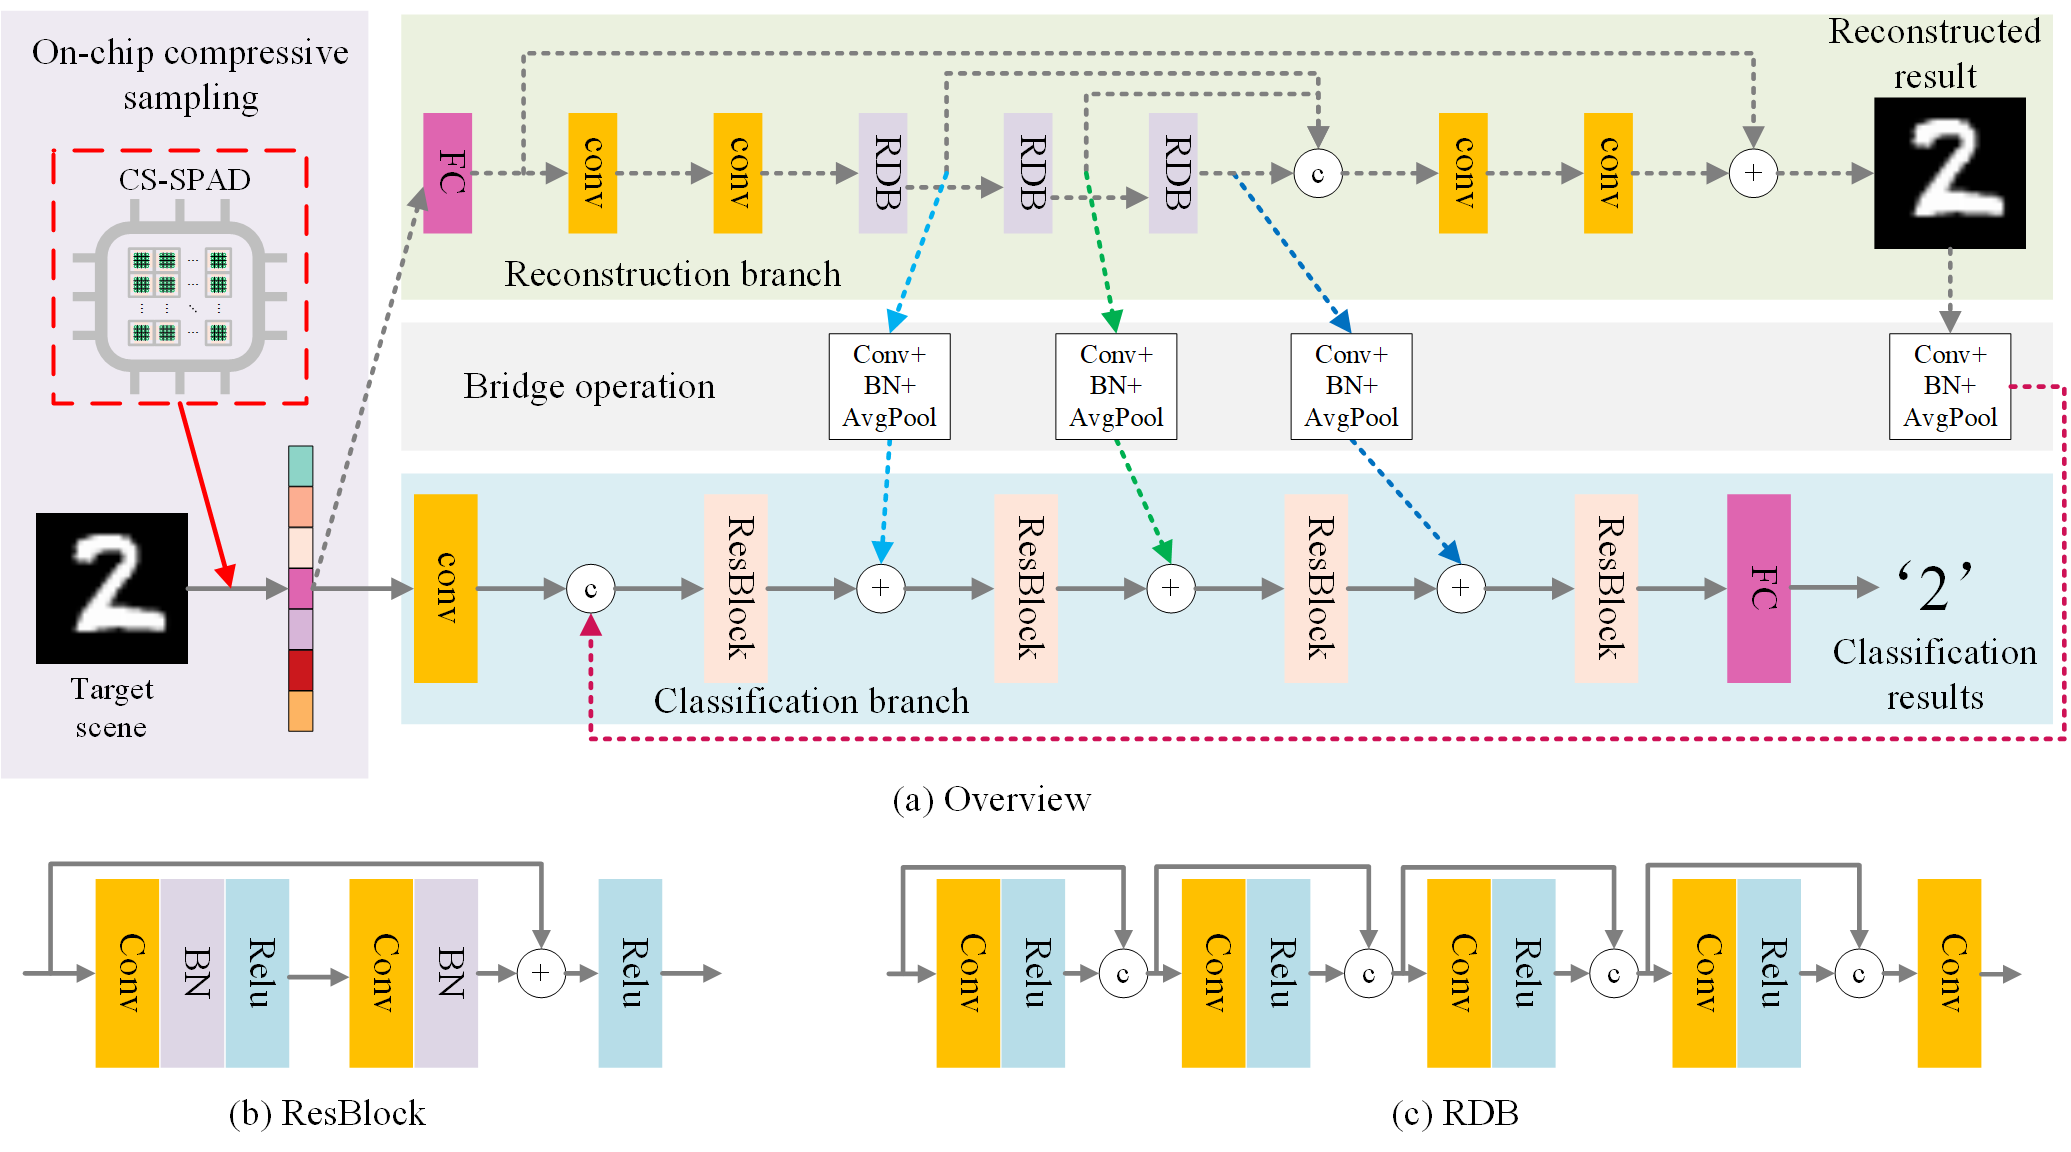 On-chip compressive
sampling
CS-SPAD
Target
scene
Reconstructed
result
FC
conv
conv
RDB
RDB
RDB
c
conv
conv
+
Reconstruction branch
Bridge operation
Conv+
BN+
AvgPool
Conv+
BN+
AvgPool
Conv+
BN+
AvgPool
Conv+
BN+
AvgPool
conv
c
ResBlock
+
ResBlock
+
ResBlock
+
ResBlock
FC
‘2’
Classification
results
Classification branch
2
2
(a) Overview
Conv
BN
Relu
Conv
BN
+
Relu
(b) ResBlock
Conv
Relu
c
Conv
Relu
c
Conv
Relu
c
Conv
Relu
c
Conv
(c) RDB